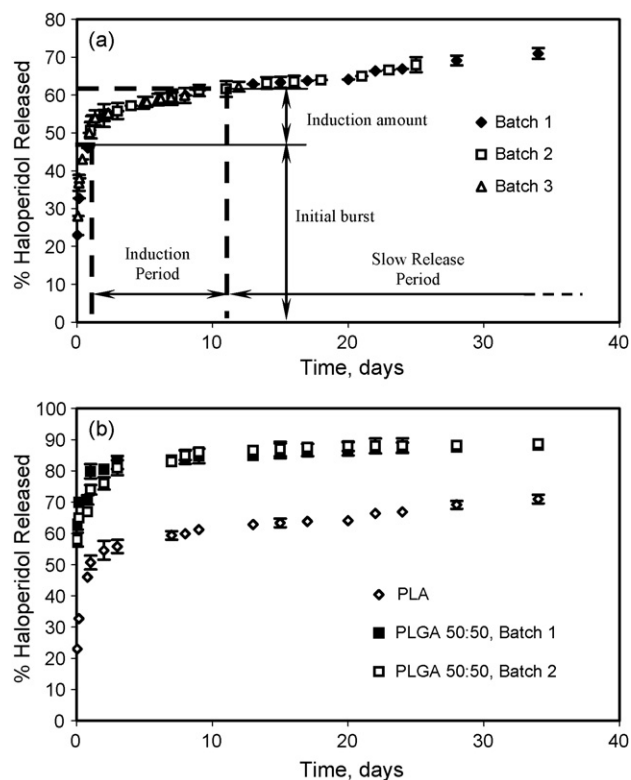 (a)
% Haloperidol Released
80
70
60
50
40
30
20
10
0
Induction amount
Initial burst
Induction
Period
Slow Release
Period
Batch 1
Batch 2
Batch 3
0 10 20 30 40
Time, days
(b)
% Haloperidol Released
100
90
80
70
60
50
40
30
20
10
0
PLA
PLGA 50:50, Batch 1
PLGA 50:50, Batch 2
0 10 20 30 40
Time, days